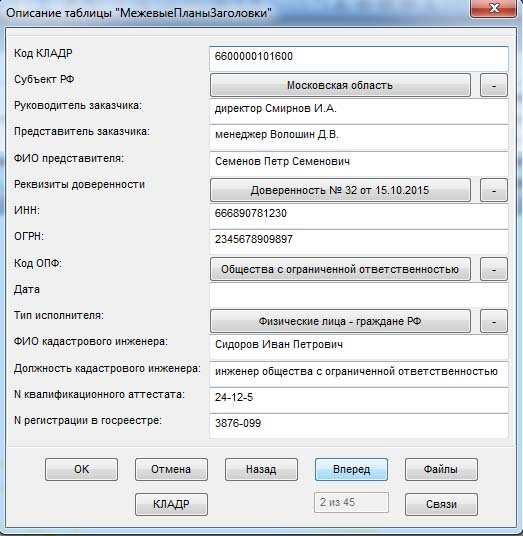 Описание таблицы "МежевыеПланыЗаголовки"
Код КЛАДР 6600000101600
Субъект РФ Московская область -
Руководитель заказчика: директор Смирнов И.А.
Представитель заказчика: менеджер Волошин Д.В.
ФИО представителя: Семенов Петр Семенович
Реквизиты доверенности Доверенность № 32 от 15.10.2015 -
ИНН: 666890781230
ОГРН: 2345678909897
Код ОПФ: Общества с ограниченной ответственностью -
Дата
Тип исполнителя: Физические лица - граждане РФ -
ФИО кадастрового инженера: Сидоров Иван Петрович
Должность кадастрового инженера: инженер общества с ограниченной ответственностью
N квалификационного аттестата: 24-12-5
N регистрации в госреестре: 3876-099
OK Отмена Назад Вперед Файлы
КЛАДР 2 из 45 Связи